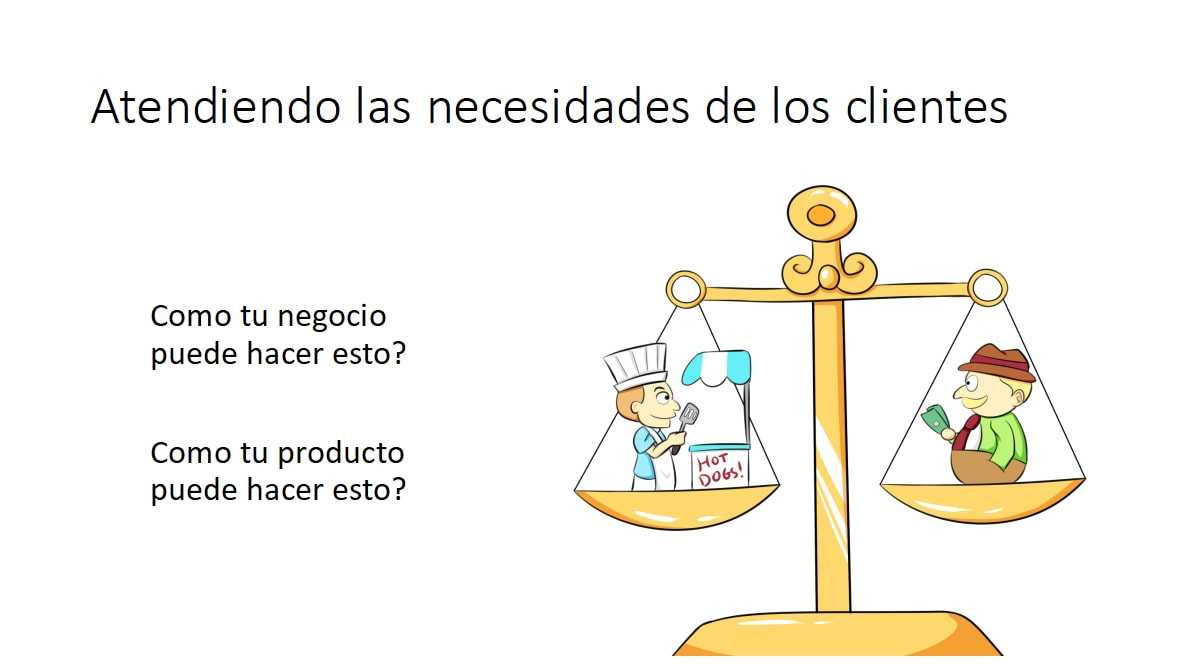 Atendiendo las necesidades de los clientes
Como tu negocio
puede hacer esto?
Como tu producto
puede hacer esto?
HOT
DOGS!